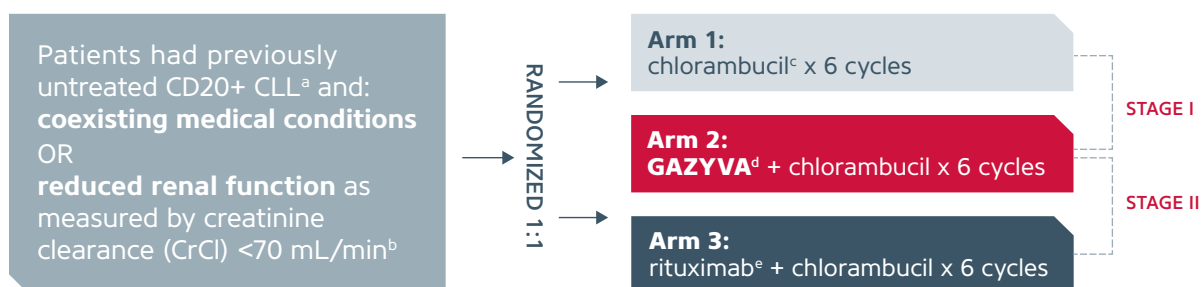 Patients had previously
untreated CD20+ CLLᵃ and:
coexisting medical conditions
OR
reduced renal function as
measured by creatinine
clearance (CrCl) <70 mL/minᵇ
RANDOMIZED 1:1
Arm 1:
chlorambucilᶜ x 6 cycles
Arm 2:
GAZYVAᵈ + chlorambucil x 6 cycles
Arm 3:
rituximabᵉ + chlorambucil x 6 cycles
STAGE I
STAGE II